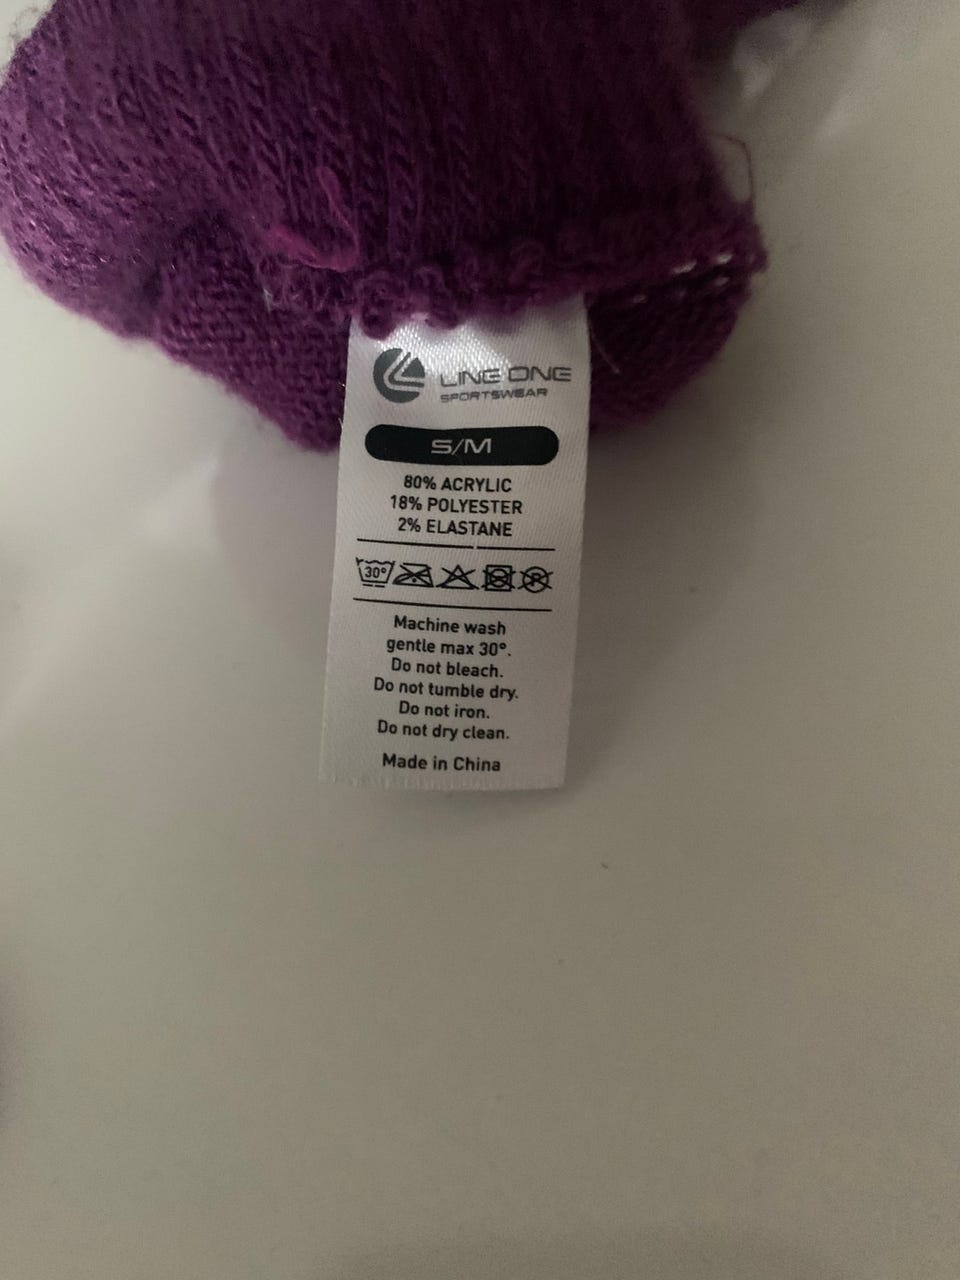 LINE ONE
SPORTSWEAR
S/M
80% ACRYLIC
18% POLYESTER
2% ELASTANE
30°
P
Machine wash
gentle max 30°.
Do not bleach.
Do not tumble dry.
Do not iron.
Do not dry clean.
Made in China